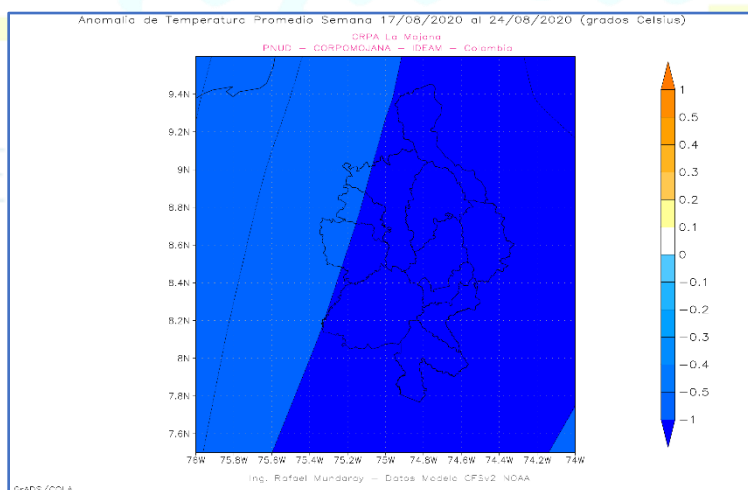 Anomalía de Temperatura Promedio Semana 17/08/2020 al 24/08/2020 (grados Celsius)
CRPA La Mojana
PNUD – CORPOMOJANA – IDEAM – Colombia
9.4N
9.2N
9N
8.8N
8.6N
8.4N
8.2N
8N
7.8N
7.6N
76W 75.8W 75.6W 75.4W 75.2W 75W 74.8W 74.6W 74.4W 74.2W 74W
1
0.5
0.4
0.3
0.2
0.1
0
−0.1
−0.2
−0.3
−0.4
−0.5
−1
Ing. Rafael Mundaray – Datos Modelo CFSv2 NOAA
GrADS/COLA